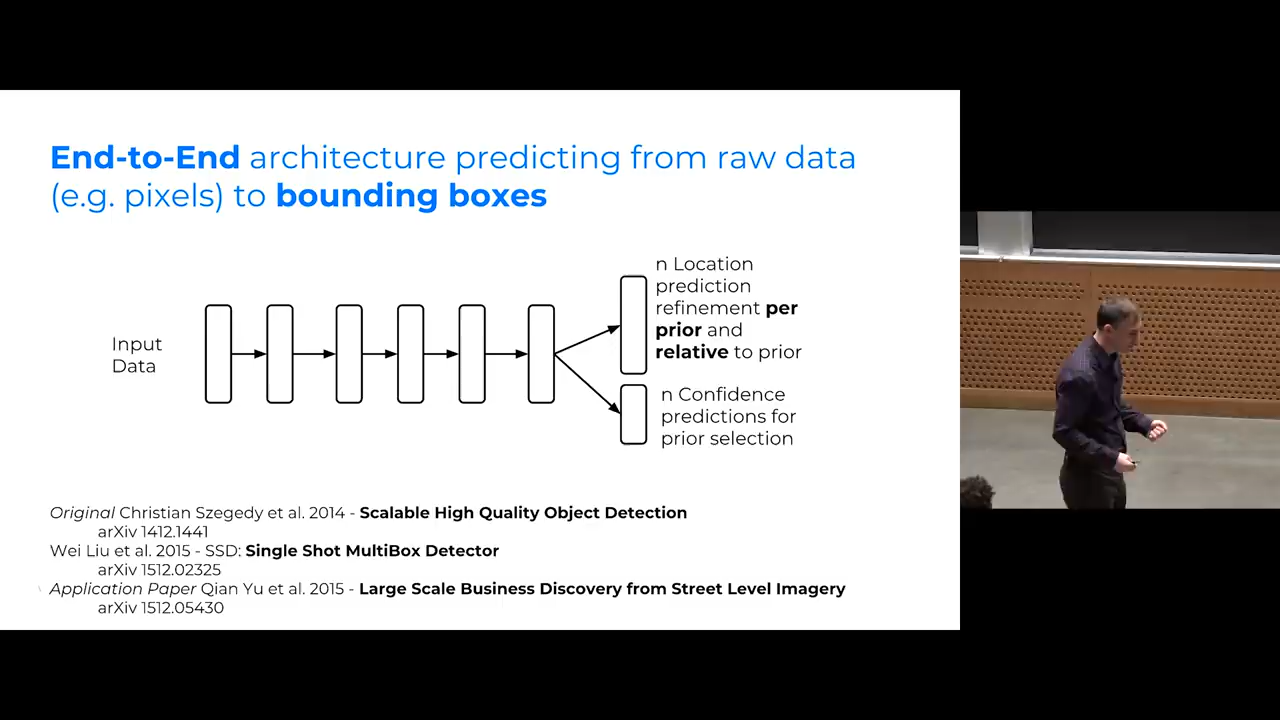 End-to-End architecture predicting from raw data
(e.g. pixels) to bounding boxes
Input
Data
n Location
prediction
refinement per
prior and
relative to prior
n Confidence
predictions for
prior selection
Original Christian Szegedy et al. 2014 - Scalable High Quality Object Detection
arXiv 1412.1441
Wei Liu et al. 2015 - SSD: Single Shot MultiBox Detector
arXiv 1512.02325
Application Paper Qian Yu et al. 2015 - Large Scale Business Discovery from Street Level Imagery
arXiv 1512.05430